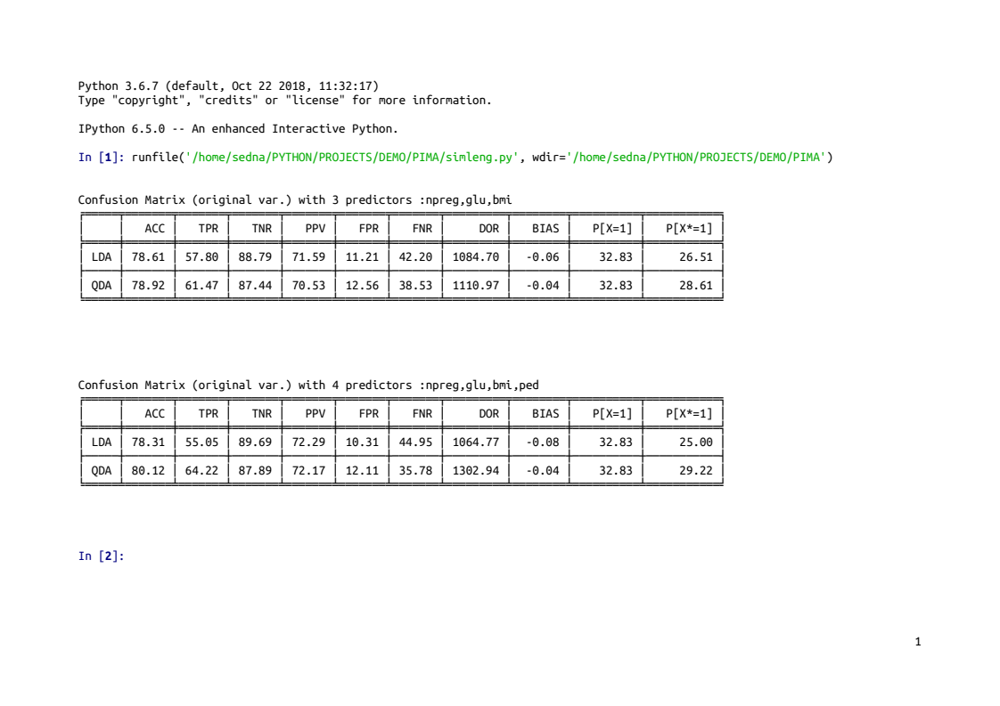 Python 3.6.7 (default, Oct 22 2018, 11:32:17)
Type "copyright", "credits" or "license" for more information.
IPython 6.5.0 -- An enhanced Interactive Python.
In [1]: runfile('/home/sedna/PYTHON/PROJECTS/DEMO/PIMA/simleng.py', wdir='/home/sedna/PYTHON/PROJECTS/DEMO/PIMA')
Confusion Matrix (original var.) with 3 predictors :npreg,glu,bmi
ACC TPR TNR PPV FPR FNR DOR BIAS P[X=1] P[X*=1]
LDA 78.61 57.80 88.79 71.59 11.21 42.20 1084.70 -0.06 32.83 26.51
QDA 78.92 61.47 87.44 70.53 12.56 38.53 1110.97 -0.04 32.83 28.61
Confusion Matrix (original var.) with 4 predictors :npreg,glu,bmi,ped
ACC TPR TNR PPV FPR FNR DOR BIAS P[X=1] P[X*=1]
LDA 78.31 55.05 89.69 72.29 10.31 44.95 1064.77 -0.08 32.83 25.00
QDA 80.12 64.22 87.89 72.17 12.11 35.78 1302.94 -0.04 32.83 29.22
In [2]:
1